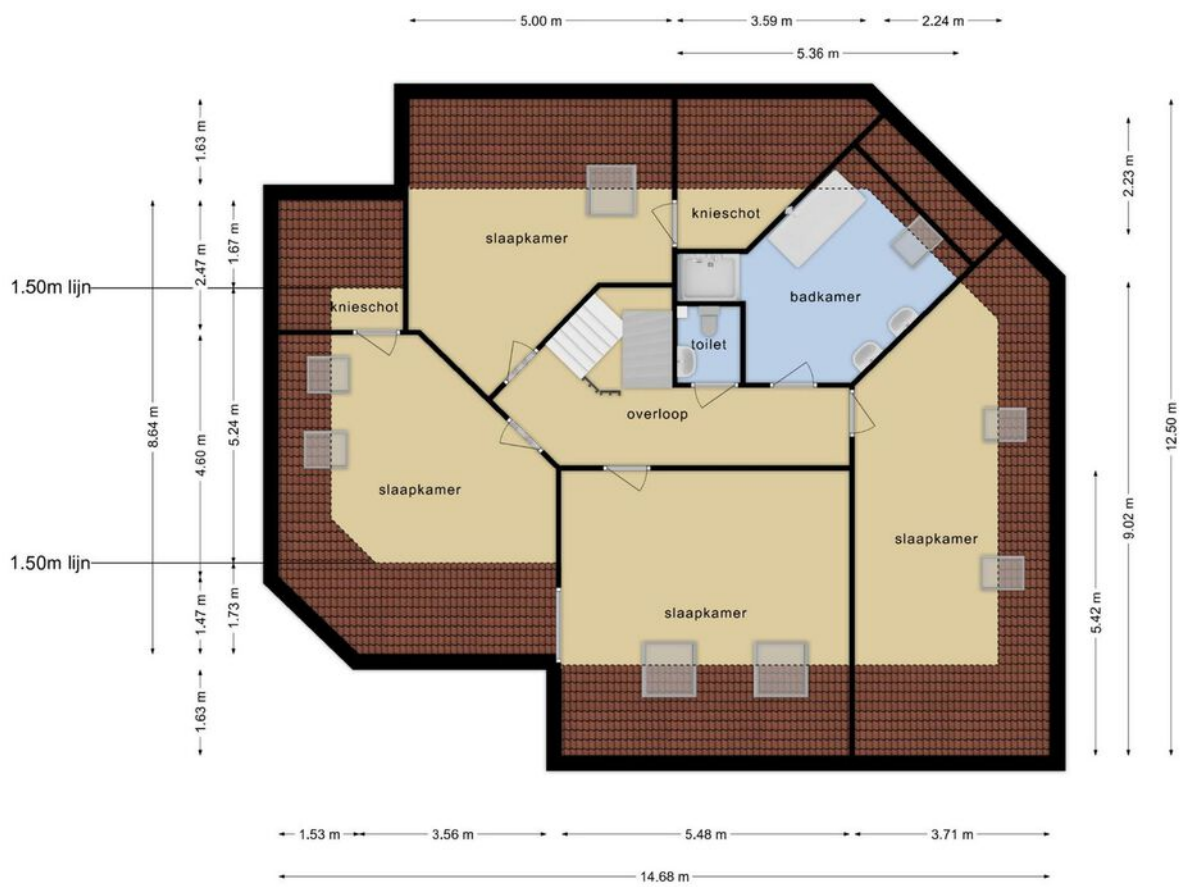 5.00 m
3.59 m
2.24 m
5.36 m
1.63 m
2.23 m
12.50 m
2.47 m
1.67 m
knieschot
slaapkamer
1.50m lijn
knieschot
badkamer
toilet
8.64 m
4.60 m
5.24 m
overloop
9.02 m
slaapkamer
slaapkamer
5.42 m
1.50m lijn
1.47 m
1.73 m
slaapkamer
1.63 m
1.53 m
3.56 m
5.48 m
3.71 m
14.68 m